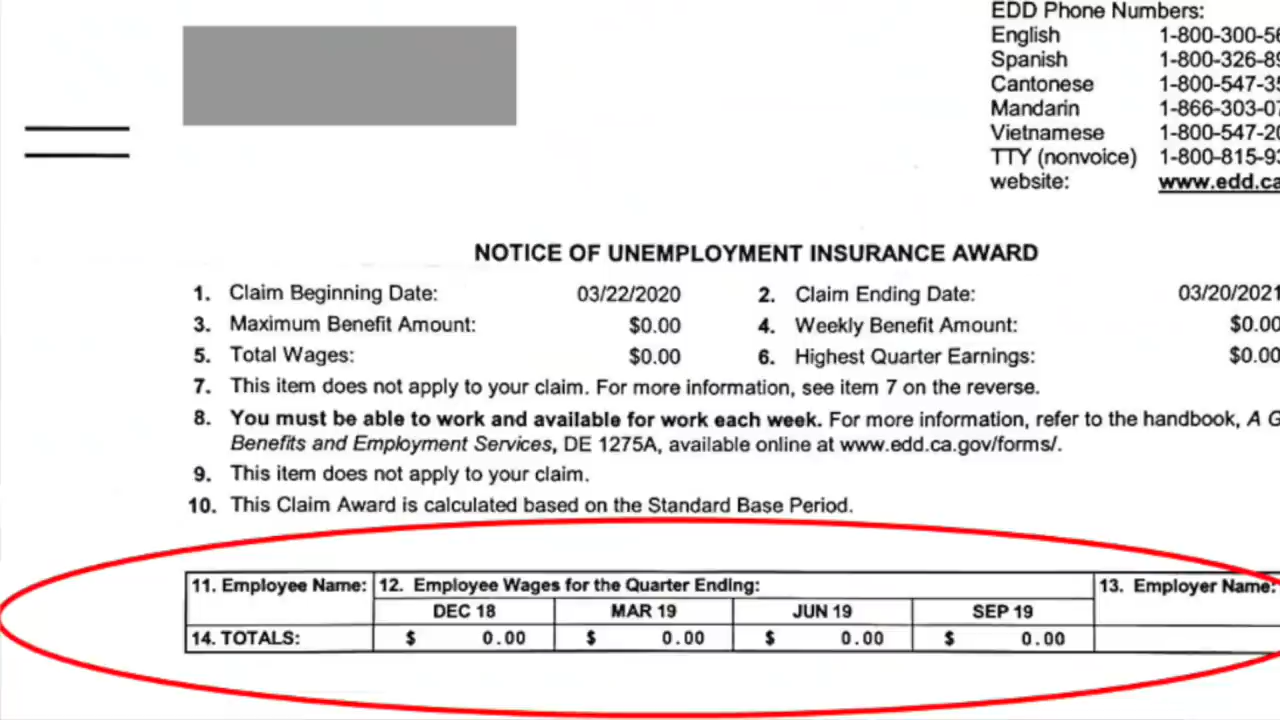 EDD Phone Numbers:
English 1-800-300-56
Spanish 1-800-326-89
Cantonese 1-800-547-35
Mandarin 1-866-303-07
Vietnamese 1-800-547-20
TTY (nonvoice) 1-800-815-93
website: www.edd.ca
NOTICE OF UNEMPLOYMENT INSURANCE AWARD
1. Claim Beginning Date: 03/22/2020 2. Claim Ending Date: 03/20/2021
3. Maximum Benefit Amount: $0.00 4. Weekly Benefit Amount: $0.00
5. Total Wages: $0.00 6. Highest Quarter Earnings: $0.00
7. This item does not apply to your claim. For more information, see item 7 on the reverse.
8. You must be able to work and available for work each week. For more information, refer to the handbook, A G
Benefits and Employment Services, DE 1275A, available online at www.edd.ca.gov/forms/.
9. This item does not apply to your claim.
10. This Claim Award is calculated based on the Standard Base Period.
11. Employee Name: 12. Employee Wages for the Quarter Ending: 13. Employer Name:
DEC 18 MAR 19 JUN 19 SEP 19
14. TOTALS: $ 0.00 $ 0.00 $ 0.00 $ 0.00